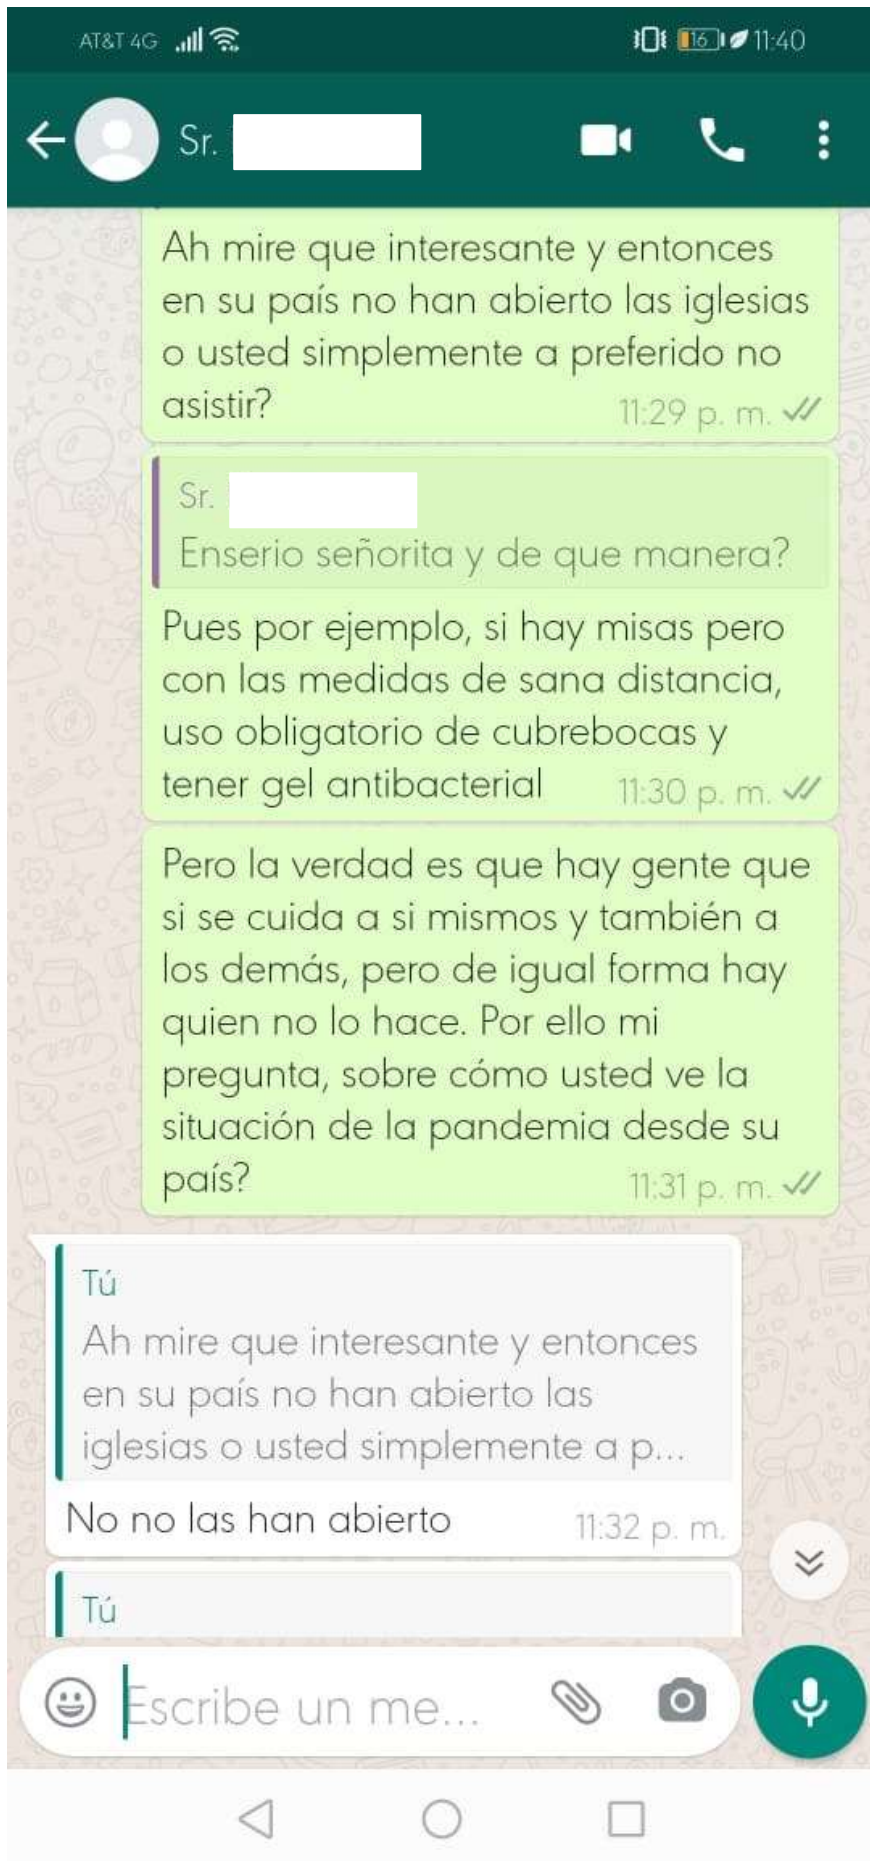 AT&T 4G 16 11:40
Sr.
Ah mire que interesante y entonces
en su país no han abierto las iglesias
o usted simplemente a preferido no
asistir?
11:29 p. m.
Sr.
Enserio señorita y de que manera?
Pues por ejemplo, si hay misas pero
con las medidas de sana distancia,
uso obligatorio de cubrebocas y
tener gel antibacterial
11:30 p. m.
Pero la verdad es que hay gente que
si se cuida a si mismos y también a
los demás, pero de igual forma hay
quien no lo hace. Por ello mi
pregunta, sobre cómo usted ve la
situación de la pandemia desde su
país?
11:31 p. m.
Tú
Ah mire que interesante y entonces
en su país no han abierto las
iglesias o usted simplemente a p...
No no las han abierto
11:32 p. m.
Tú
Escribe un me...